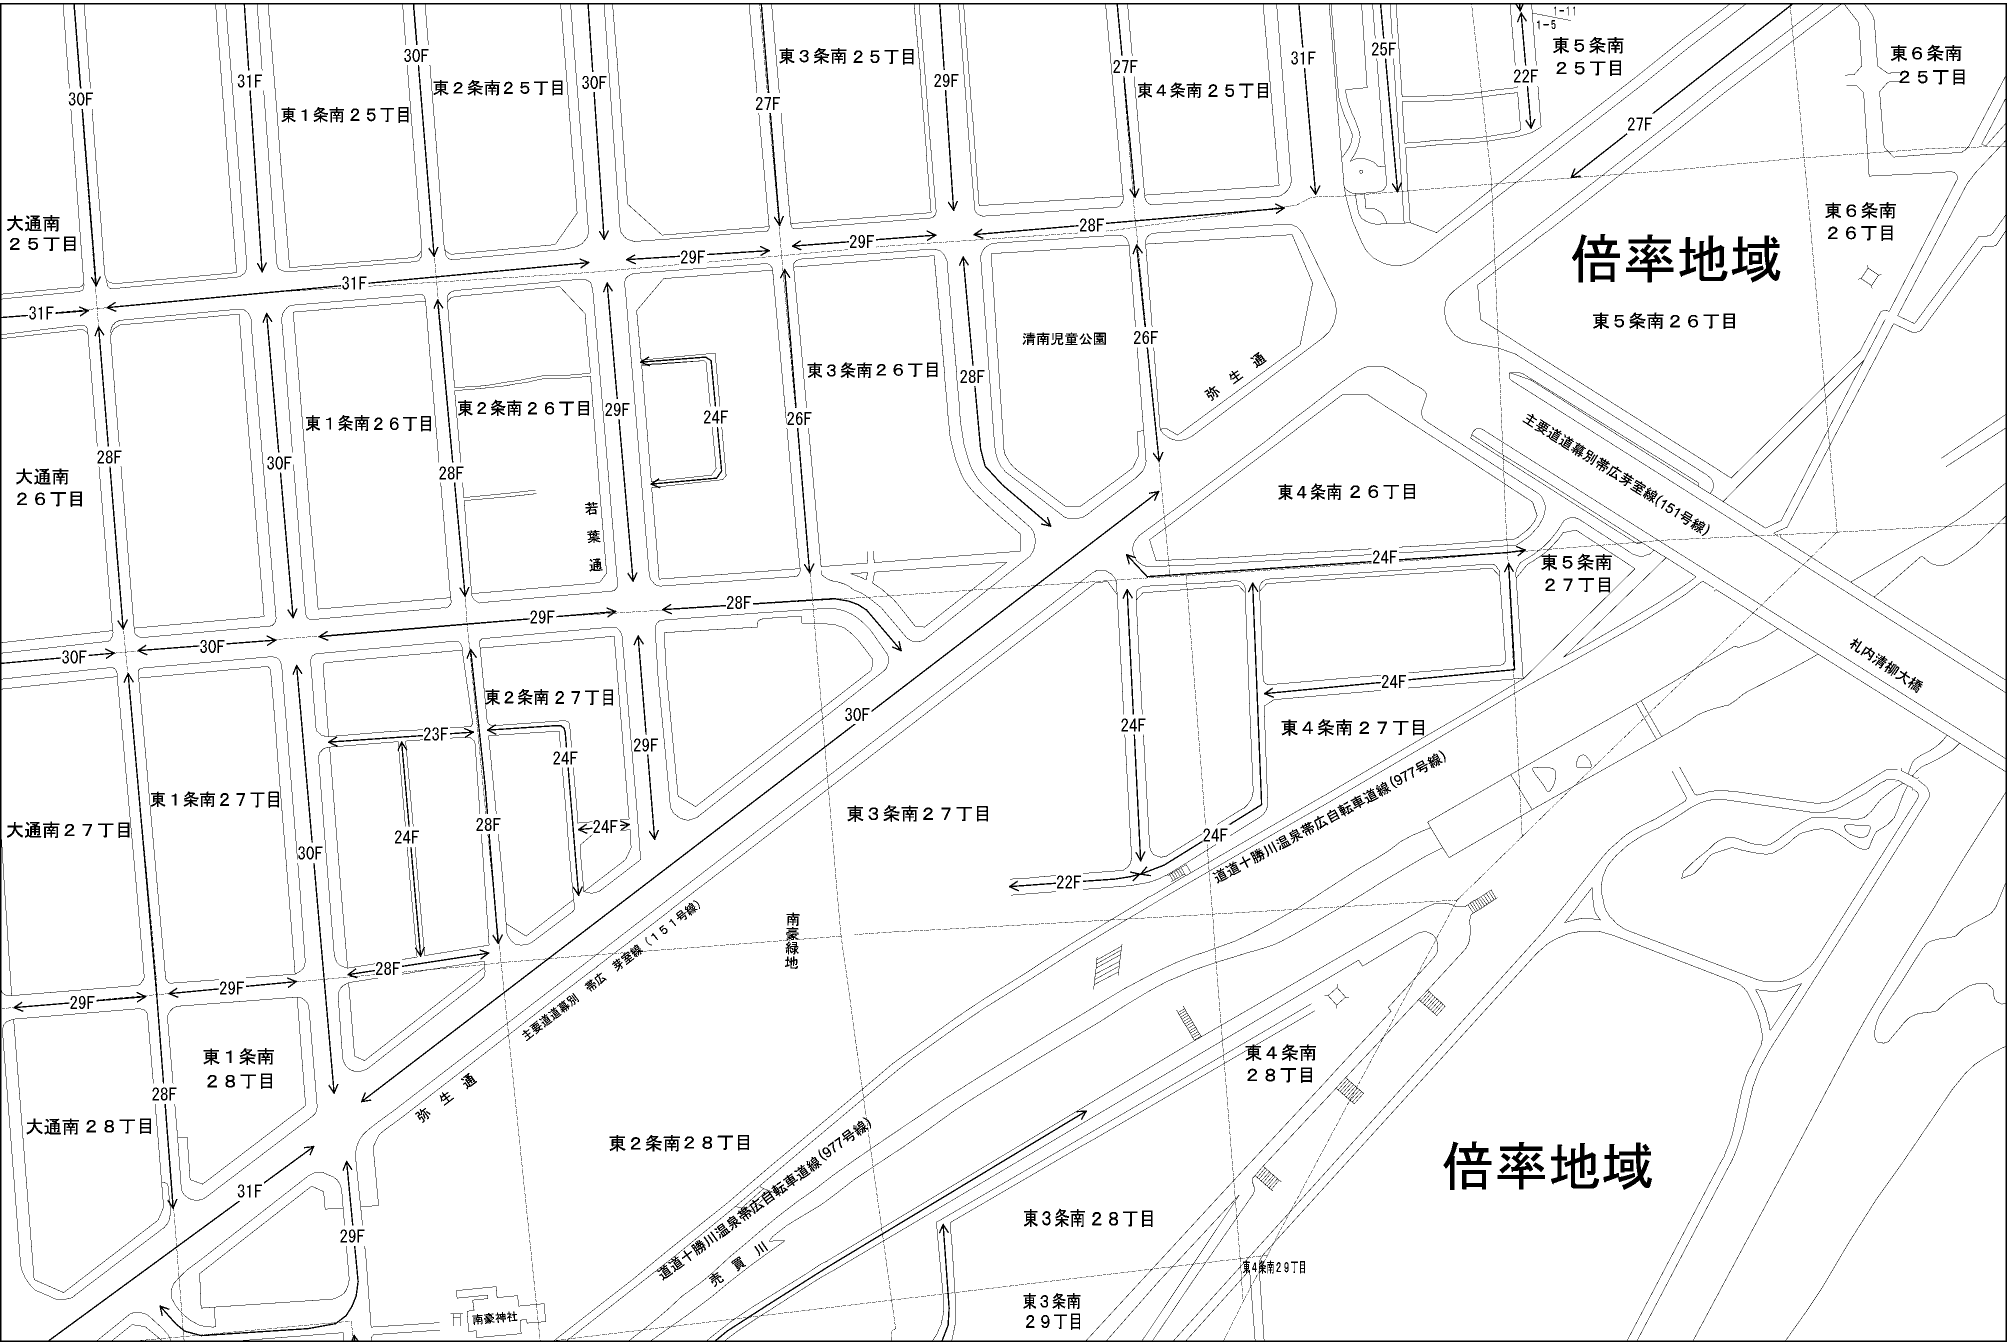 1-11
1-5
30F
31F
30F
30F
27F
29F
27F
31F
25F
22F
27F
東５条南
２５丁目
東６条南
２５丁目
東１条南２５丁目
東２条南２５丁目
東３条南２５丁目
東４条南２５丁目
大通南
２５丁目
東６条南
２６丁目
倍率地域
東５条南２６丁目
31F
31F
29F
29F
28F
28F
30F
28F
29F
24F
26F
28F
26F
清南児童公園
弥生通
東３条南２６丁目
東２条南２６丁目
東１条南２６丁目
大通南
２６丁目
若葉通
東４条南２６丁目
主要道道幕別帯広芽室線(151号線)
札内清柳大橋
東５条南
２７丁目
24F
30F
30F
29F
28F
24F
24F
24F
30F
東２条南２７丁目
23F
24F
29F
24F
24F
28F
30F
東１条南２７丁目
大通南２７丁目
東３条南２７丁目
東４条南２７丁目
24F
22F
道道十勝川温泉帯広自転車道線(977号線)
南豪緑地
主要道道幕別　帯広　芽室線（１５１号線）
弥生通
29F
29F
28F
28F
東１条南
２８丁目
大通南２８丁目
31F
29F
東２条南２８丁目
道道十勝川温泉帯広自転車道線(977号線)
売買川
南豪神社
東４条南
２８丁目
東３条南２８丁目
倍率地域
東4条南２9丁目
東３条南
２９丁目